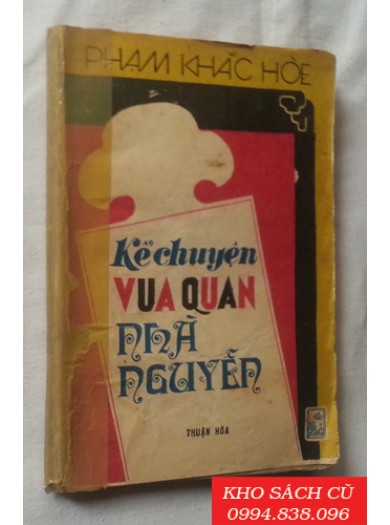 PHẠM KHẮC HÒE
Kể chuyện
VUA QUAN
NHÀ
NGUYỄN
THUẬN HÓA
KHO SÁCH CŨ
0994.838.096